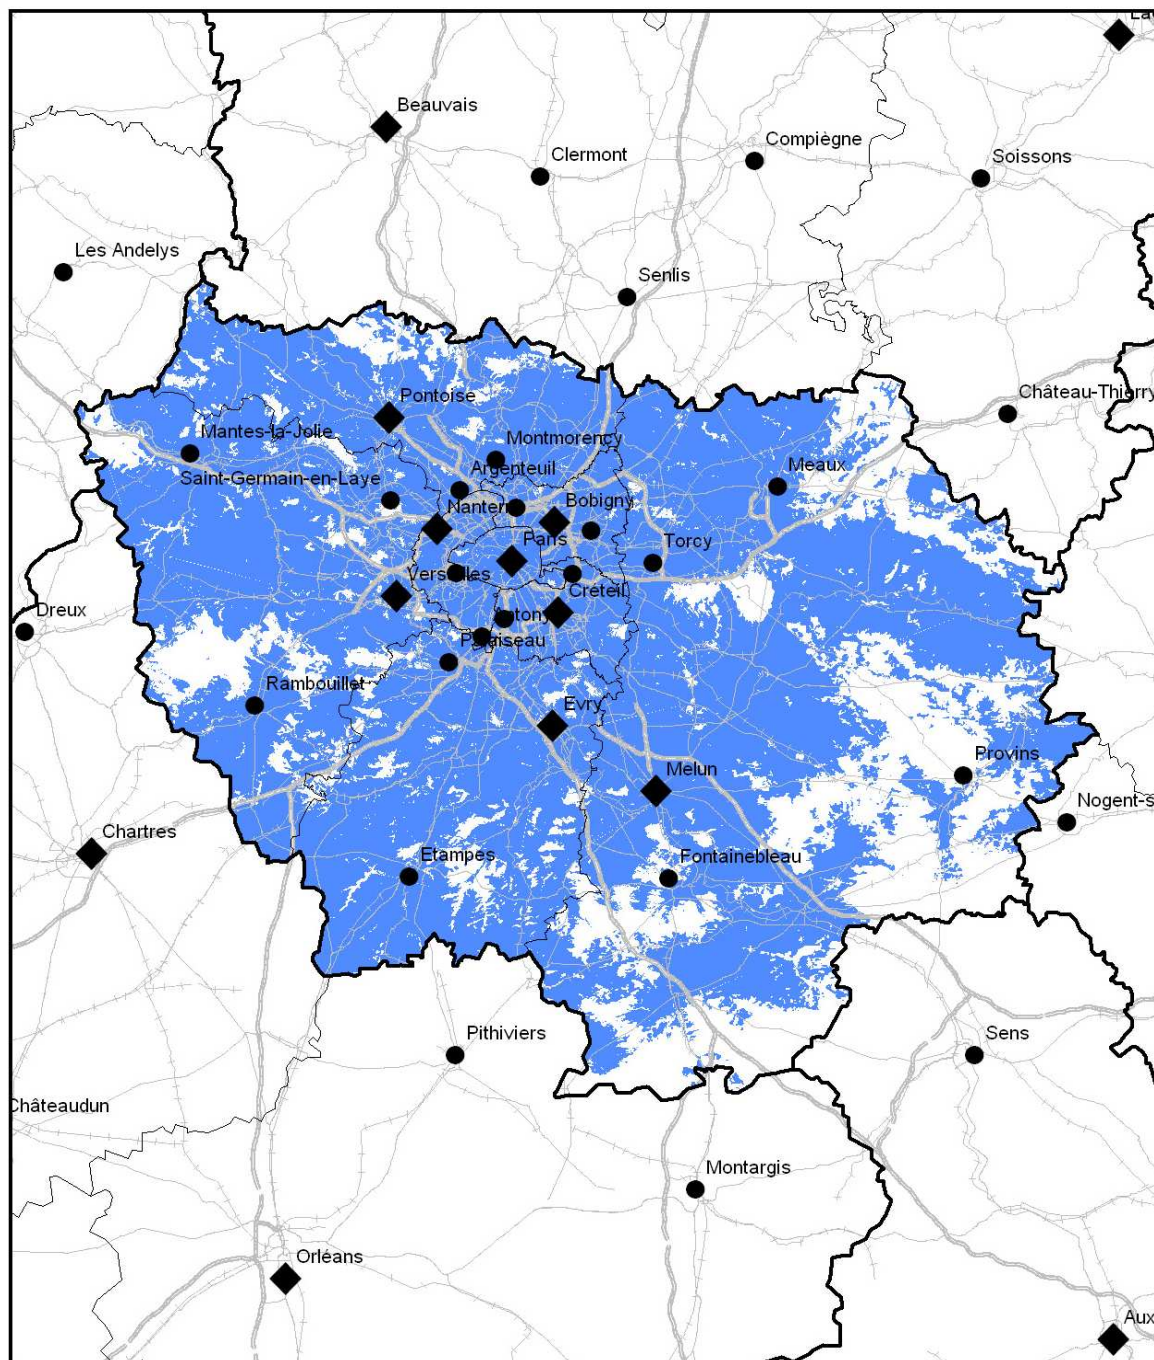 Beauvais
Clermont
Compiègne
Soissons
Les Andelys
Senlis
Château-Thierry
Pontoise
Mantes-la-Jolie
Montmorency
Saint-Germain-en-Laye
Argenteuil
Meaux
Bobigny
Paris
Torcy
Versailles
Créteil
Dreux
Rambouillet
Evry
Melun
Provins
Chartres
Etampes
Fontainebleau
Pithiviers
Sens
Châteaudun
Montargis
Orléans
Aux